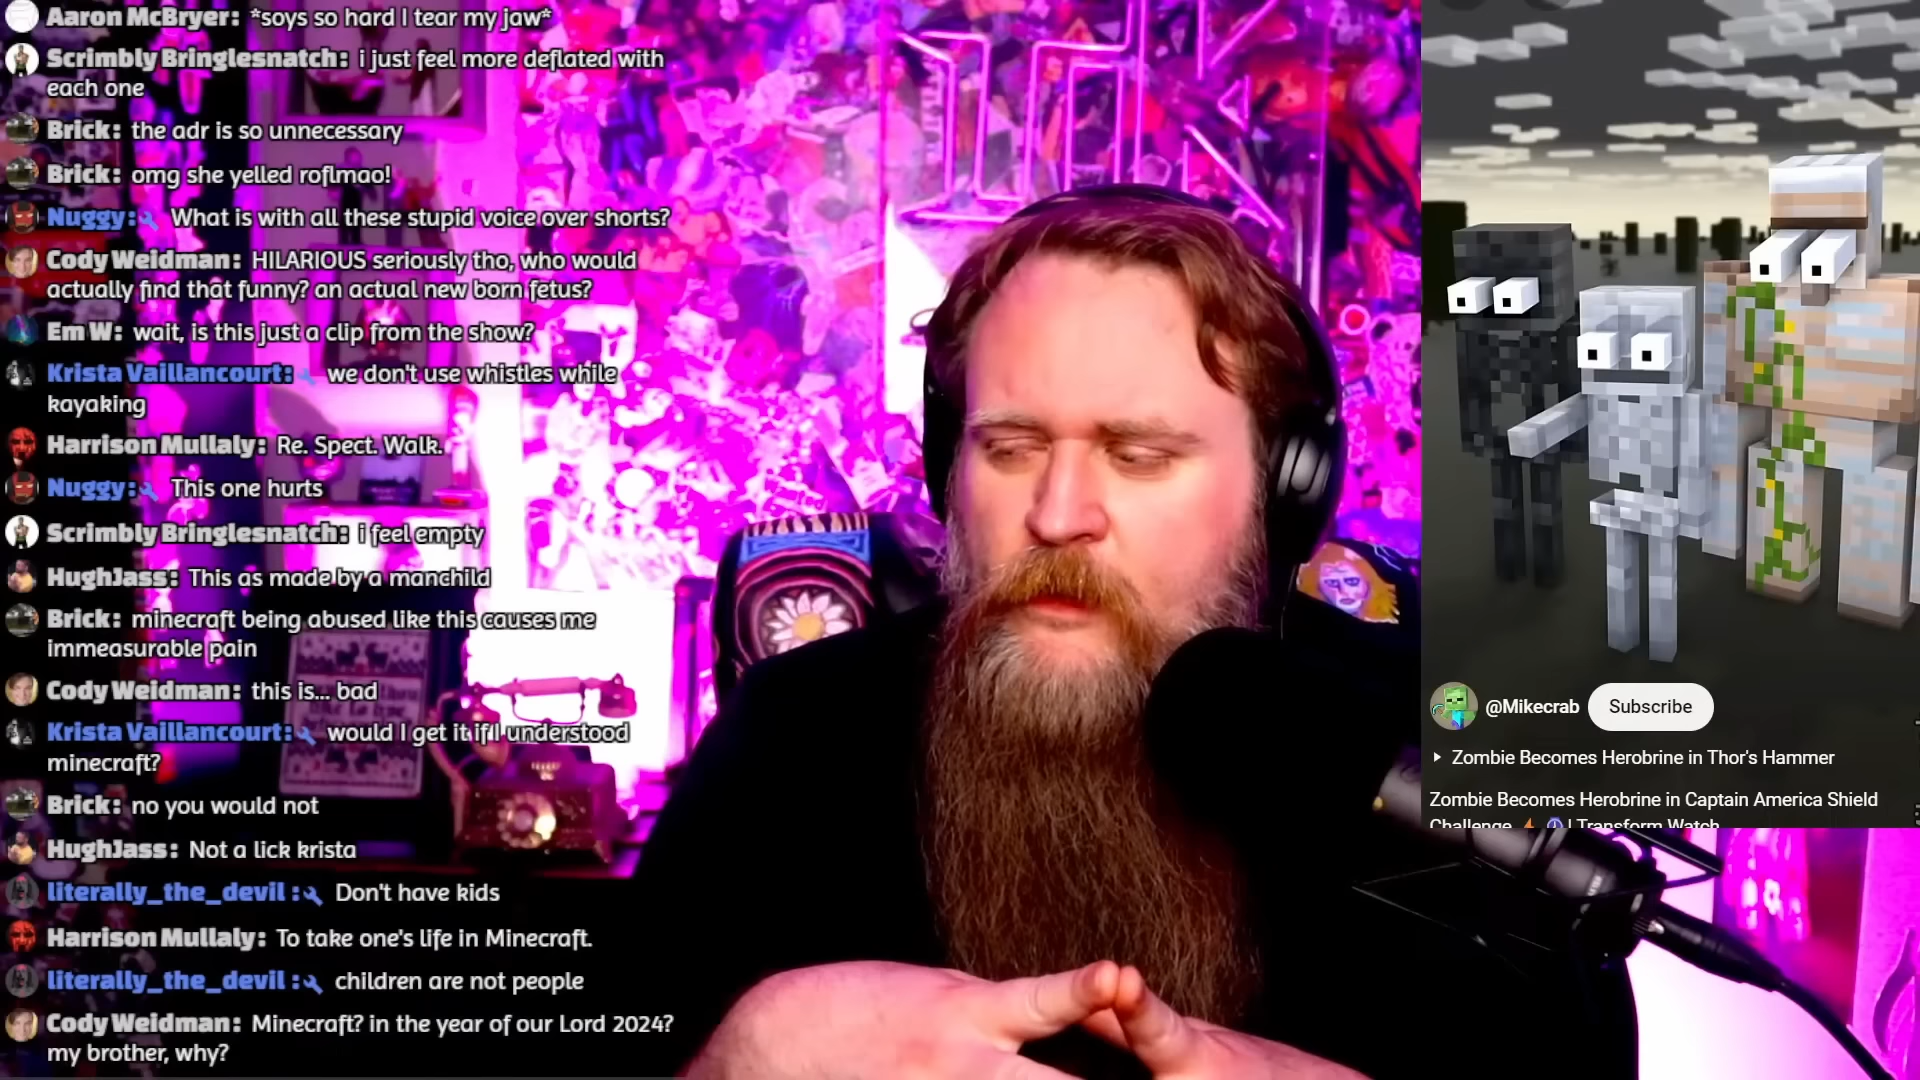 Aaron McBryer: *soys so hard I tear my jaw*
Scrimbly Bringlesnatch: i just feel more deflated with
each one
Brick: the adr is so unnecessary
Brick: omg she yelled roflmao!
Nuggy: What is with all these stupid voice over shorts?
Cody Weidman: HILARIOUS seriously tho, who would
actually find that funny? an actual new born fetus?
Em W: wait, is this just a clip from the show?
Krista Vaillancourt: we don't use whistles while
kayaking
Harrison Mullaly: Re. Spect. Walk.
Nuggy: This one hurts
Scrimbly Bringlesnatch: i feel empty
HughJass: This as made by a manchild
Brick: minecraft being abused like this causes me
immeasurable pain
Cody Weidman: this is... bad
Krista Vaillancourt: would I get it if I understood
minecraft?
Brick: no you would not
HughJass: Not a lick krista
literally_the_devil : Don't have kids
Harrison Mullaly: To take one's life in Minecraft.
literally_the_devil : children are not people
Cody Weidman: Minecraft? in the year of our Lord 2024?
my brother, why?
@Mikecrab Subscribe
Zombie Becomes Herobrine in Thor's Hammer
Zombie Becomes Herobrine in Captain America Shield
Challenge | Transform Watch